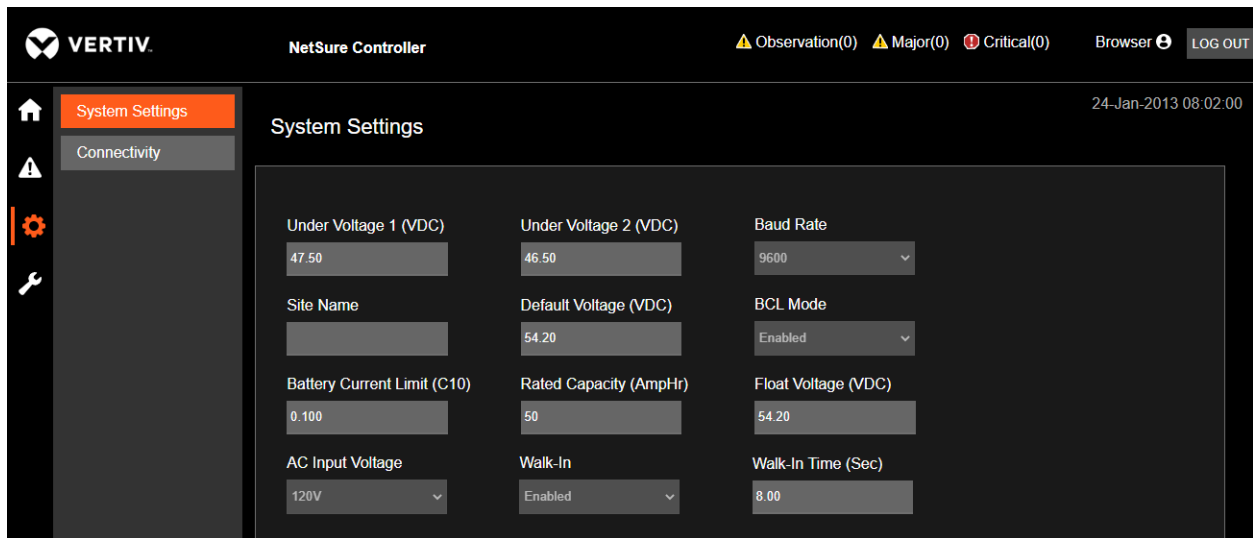 VERTIV.
NetSure Controller
Observation(0) Major(0) Critical(0)
Browser
LOG OUT
System Settings
Connectivity
24-Jan-2013 08:02:00
System Settings
Under Voltage 1 (VDC) Under Voltage 2 (VDC) Baud Rate
47.50 46.50 9600
Site Name Default Voltage (VDC) BCL Mode
54.20 Enabled
Battery Current Limit (C10) Rated Capacity (AmpHr) Float Voltage (VDC)
0.100 50 54.20
AC Input Voltage Walk-In Walk-In Time (Sec)
120V Enabled 8.00